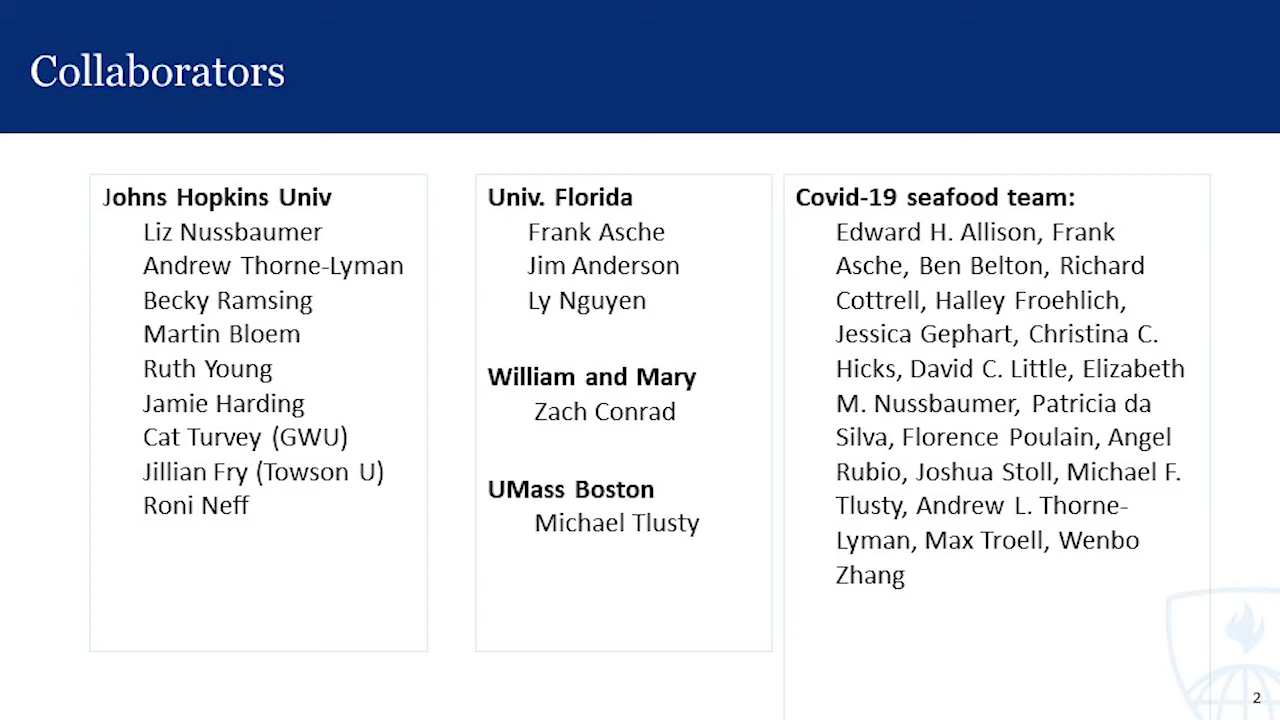 Collaborators
Johns Hopkins Univ
Liz Nussbaumer
Andrew Thorne-Lyman
Becky Ramsing
Martin Bloem
Ruth Young
Jamie Harding
Cat Turvey (GWU)
Jillian Fry (Towson U)
Roni Neff
Univ. Florida
Frank Asche
Jim Anderson
Ly Nguyen
William and Mary
Zach Conrad
UMass Boston
Michael Tlusty
Covid-19 seafood team:
Edward H. Allison, Frank
Asche, Ben Belton, Richard
Cottrell, Halley Froehlich,
Jessica Gephart, Christina C.
Hicks, David C. Little, Elizabeth
M. Nussbaumer, Patricia da
Silva, Florence Poulain, Angel
Rubio, Joshua Stoll, Michael F.
Tlusty, Andrew L. Thorne-
Lyman, Max Troell, Wenbo
Zhang
2